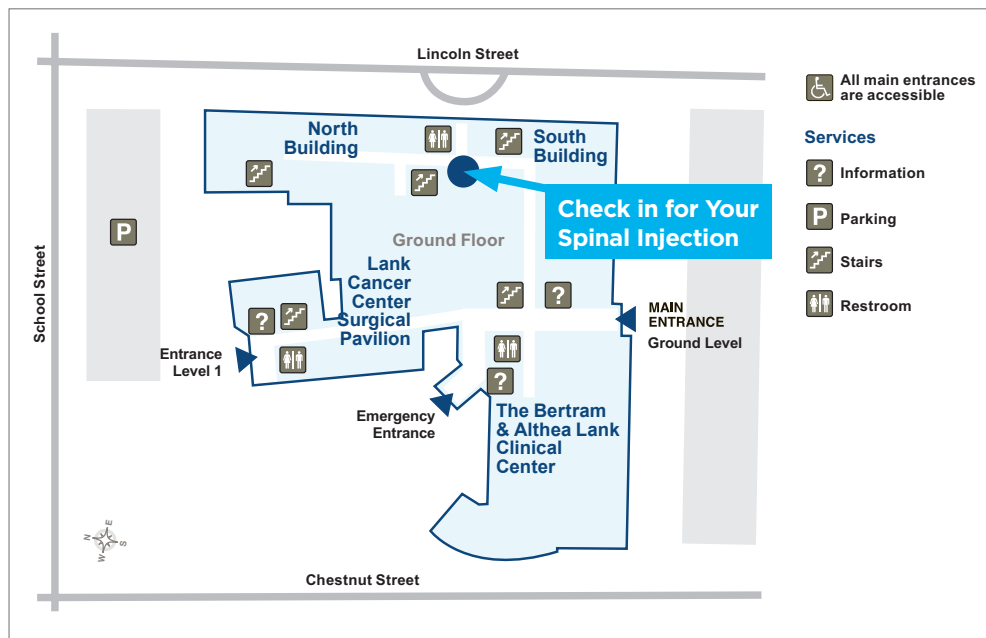 Lincoln Street
All main entrances
are accessible
Services
? Information
P Parking
Stairs
Restroom
North
Building
South
Building
Check in for Your
Spinal Injection
P
Ground Floor
Lank
Cancer
Center
Surgical
Pavilion
?
?
MAIN
ENTRANCE
Ground Level
School Street
Entrance
Level 1
?
Emergency
Entrance
The Bertram
& Althea Lank
Clinical
Center
N
E
S
W
Chestnut Street